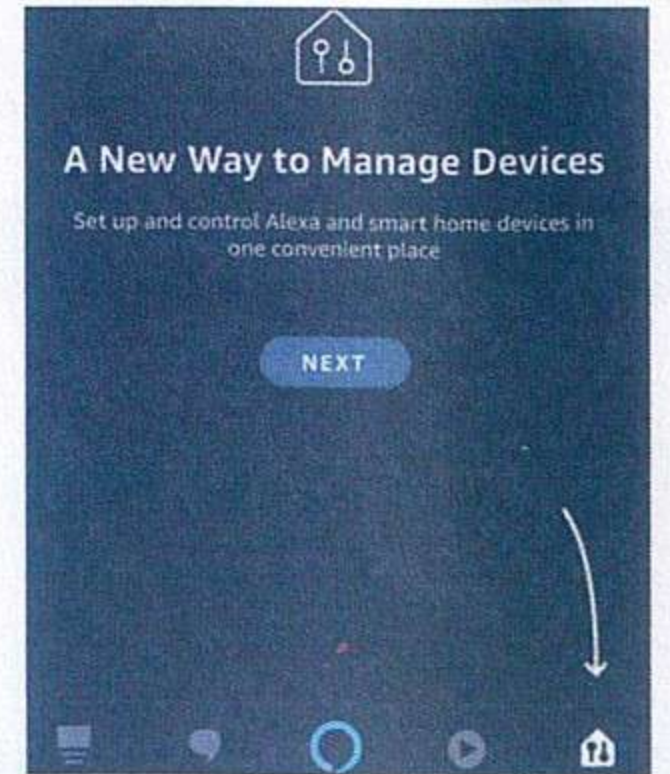 A New Way to Manage Devices
Set up and control Alexa and smart home devices in
one convenient place
NEXT